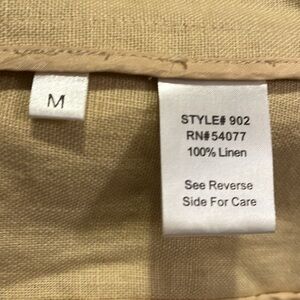 M
STYLE# 902
RN#54077
100% Linen
See Reverse
Side For Care